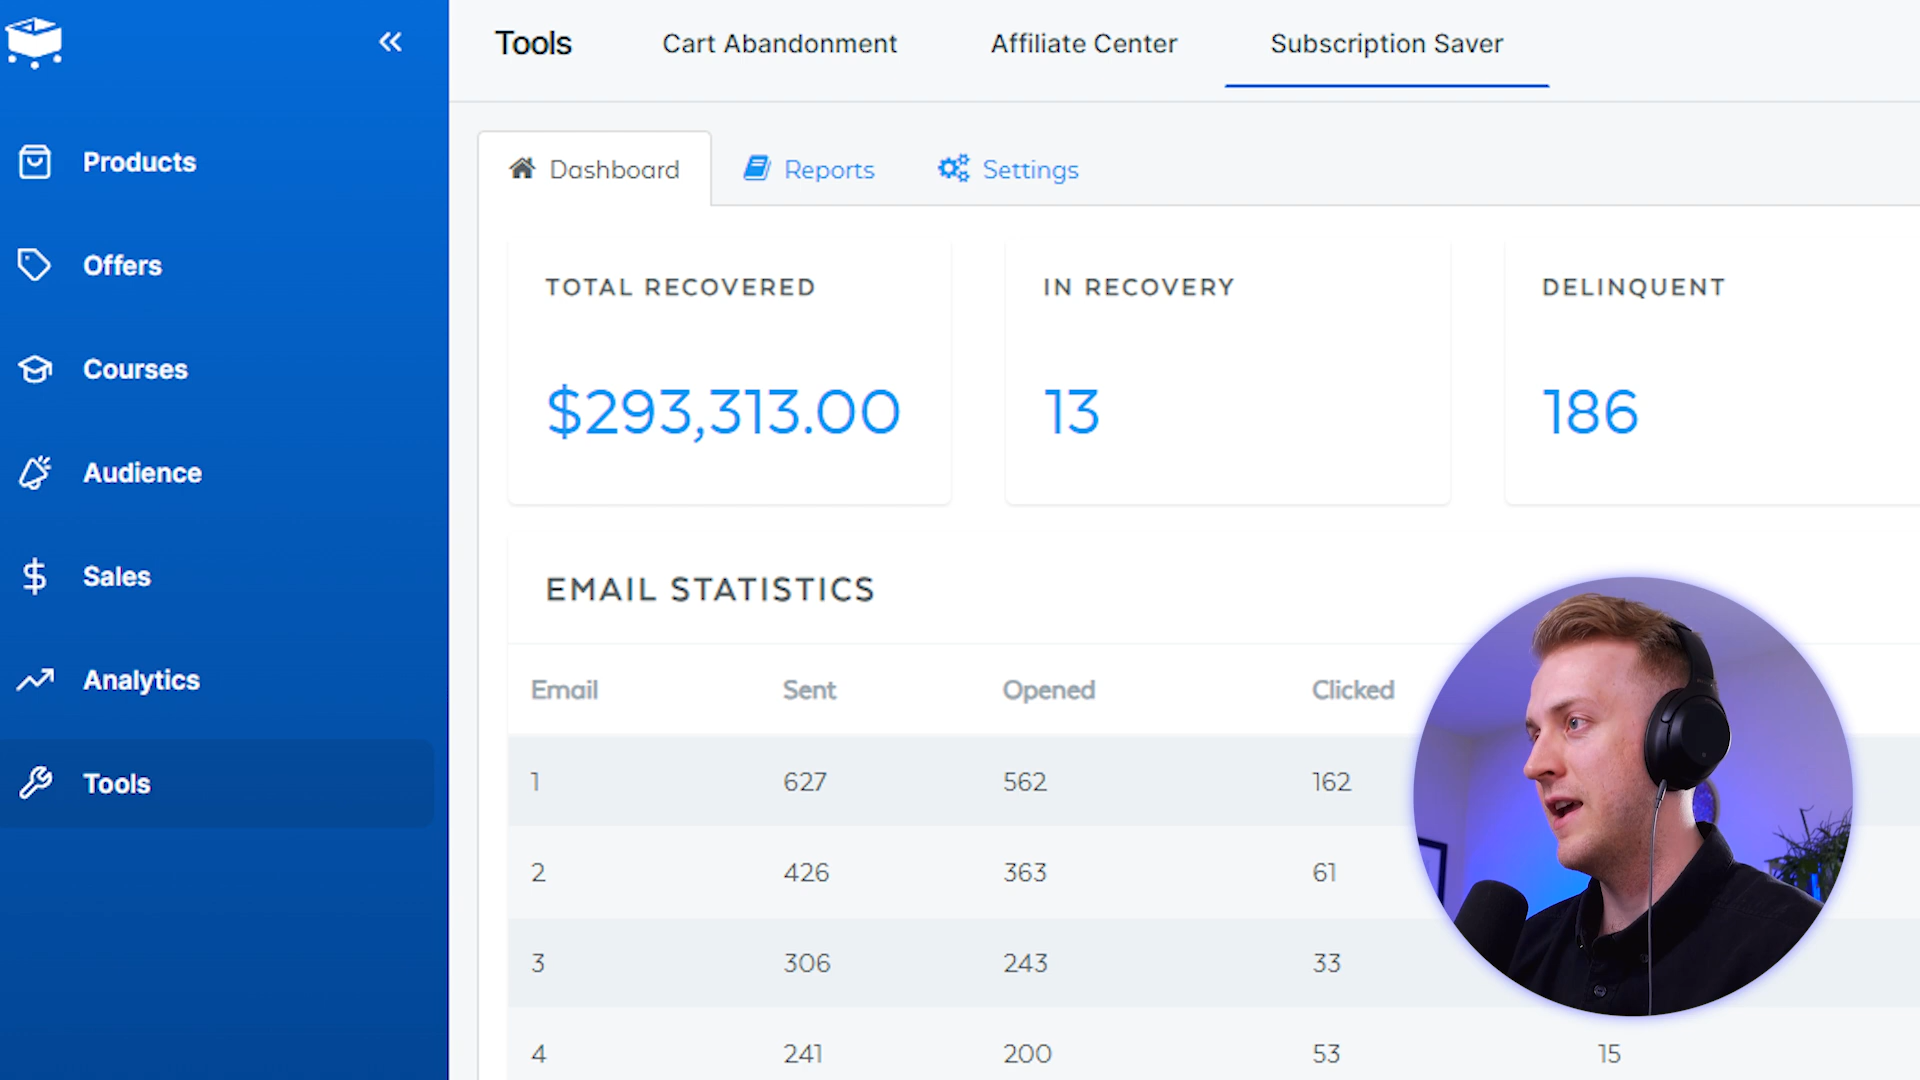 Tools Cart Abandonment Affiliate Center Subscription Saver
Products
Offers
Courses
Audience
Sales
Analytics
Tools
Dashboard Reports Settings
TOTAL RECOVERED IN RECOVERY DELINQUENT
$293,313.00 13 186
EMAIL STATISTICS
Email Sent Opened Clicked
1 627 562 162
2 426 363 61
3 306 243 33
4 241 200 53 15